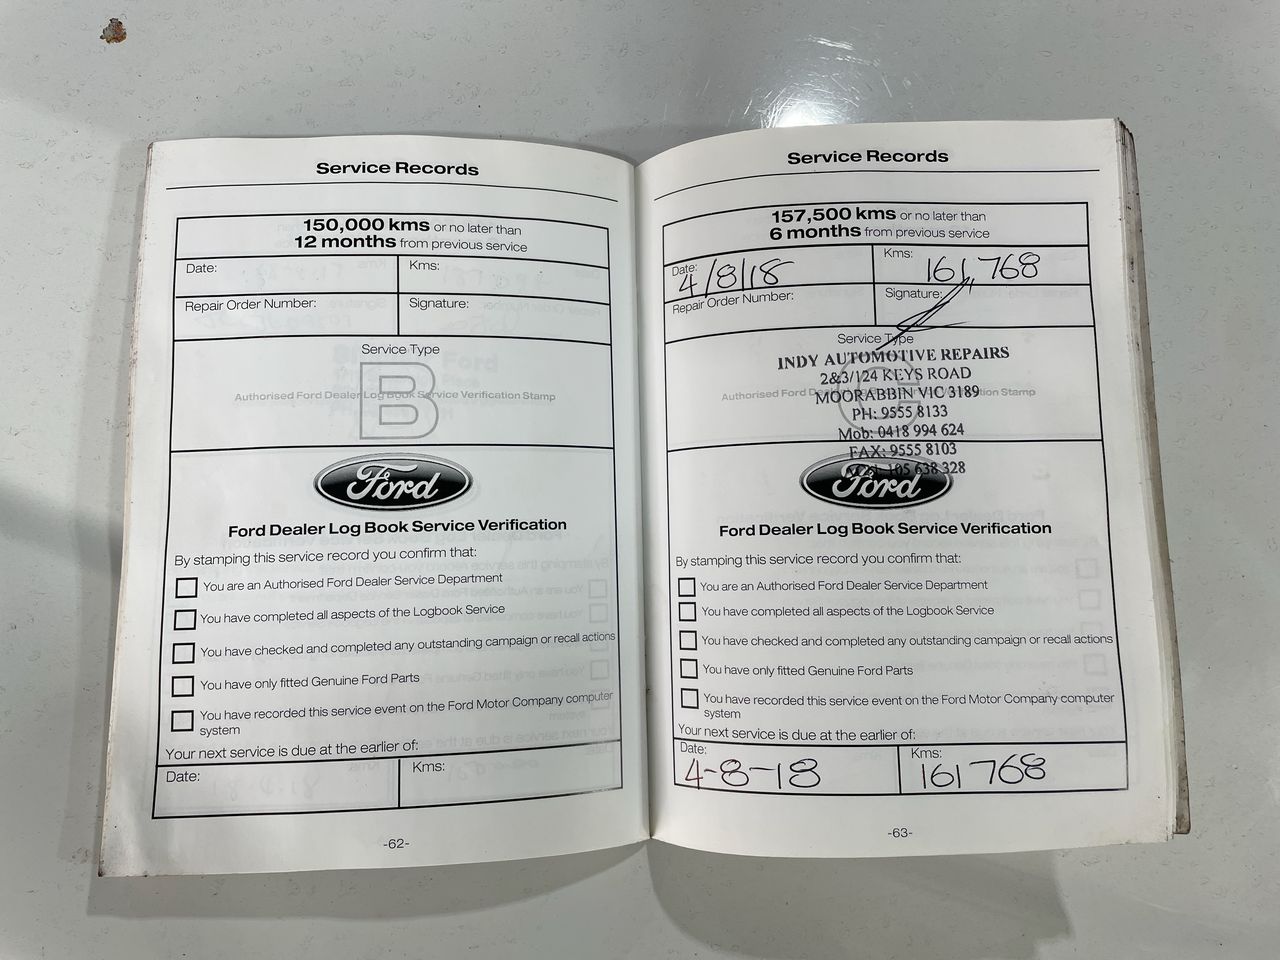 Service Records
150,000 kms or no later than
12 months from previous service
Date:
Kms:
Repair Order Number:
Signature:
Service Type
B
Authorised Ford Dealer Log Book Service Verification Stamp
Ford
Ford Dealer Log Book Service Verification
By stamping this service record you confirm that:
You are an Authorised Ford Dealer Service Department
You have completed all aspects of the Logbook Service
You have checked and completed any outstanding campaign or recall actions
You have only fitted Genuine Ford Parts
You have recorded this service event on the Ford Motor Company computer
system
Your next service is due at the earlier of:
Date:
Kms:
-62-
Service Records
157,500 kms or no later than
6 months from previous service
Date: 4/8/18
Kms: 161,768
Repair Order Number:
Signature:
Service Type
INDY AUTOMOTIVE REPAIRS
2&3/124 KEYS ROAD
C
Authorised Ford Dealer Log Book Service Verification Stamp
MOORABBIN VIC 3189
PH: 9555 8133
Mob: 0418 994 624
FAX: 9555 8103
105 638 328
Ford
Ford Dealer Log Book Service Verification
By stamping this service record you confirm that:
You are an Authorised Ford Dealer Service Department
You have completed all aspects of the Logbook Service
You have checked and completed any outstanding campaign or recall actions
You have only fitted Genuine Ford Parts
You have recorded this service event on the Ford Motor Company computer
system
Your next service is due at the earlier of:
Date: 4-8-18
Kms: 161768
-63-